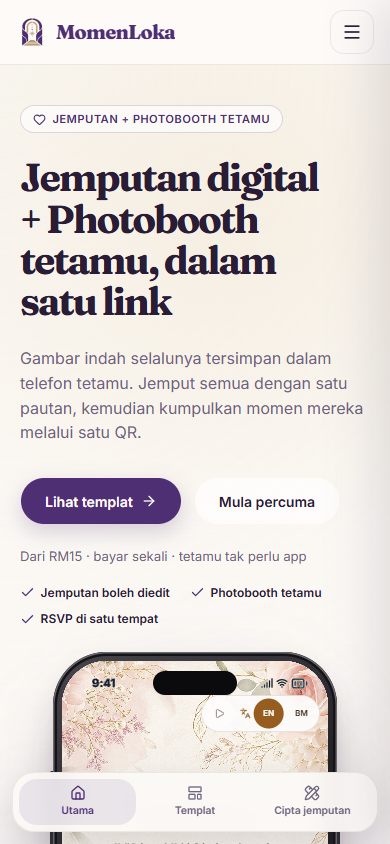 MomenLoka
JEMPUTAN + PHOTOBOOTH TETAMU
Jemputan digital
+ Photobooth
tetamu, dalam
satu link
Gambar indah selalunya tersimpan dalam
telefon tetamu. Jemput semua dengan satu
pautan, kemudian kumpulkan momen mereka
melalui satu QR.
Lihat templat
Mula percuma
Dari RM15 · bayar sekali · tetamu tak perlu app
Jemputan boleh diedit
Photobooth tetamu
RSVP di satu tempat
9:41
EN
BM
Utama
Templat
Cipta jemputan